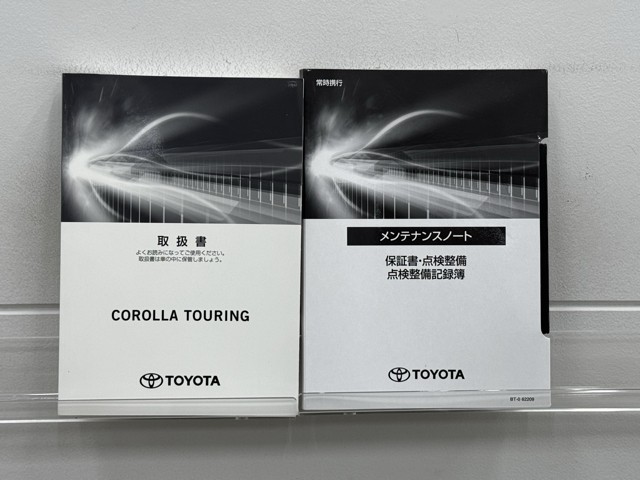 取扱書
よくお読みになってご使用ください。
取扱書は車の中に保管しましょう。
COROLLA TOURING
TOYOTA
常時携行
メンテナンスノート
保証書・点検整備
点検整備記録簿
TOYOTA
BT-0 62209